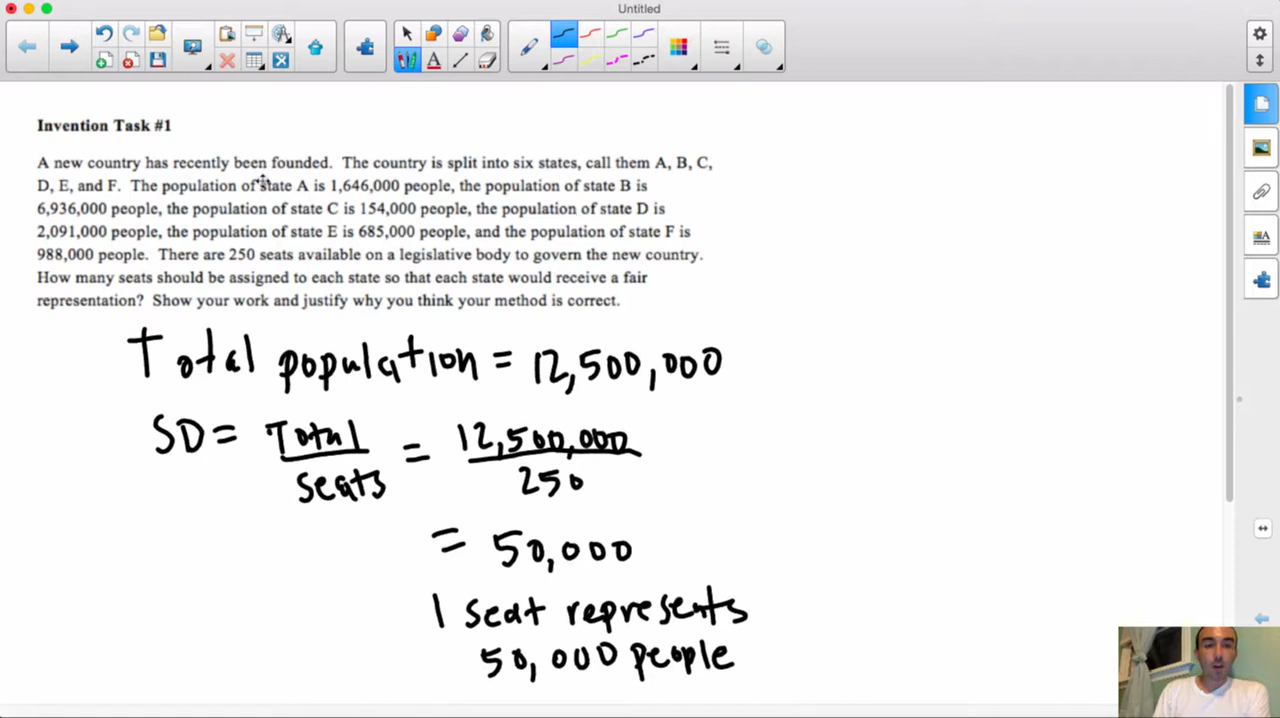 Untitled
Invention Task #1
A new country has recently been founded. The country is split into six states, call them A, B, C,
D, E, and F. The population of state A is 1,646,000 people, the population of state B is
6,936,000 people, the population of state C is 154,000 people, the population of state D is
2,091,000 people, the population of state E is 685,000 people, and the population of state F is
988,000 people. There are 250 seats available on a legislative body to govern the new country.
How many seats should be assigned to each state so that each state would receive a fair
representation? Show your work and justify why you think your method is correct.
Total population = 12,500,000
SD = Total / seats = 12,500,000 / 250
= 50,000
1 seat represents
50,000 people